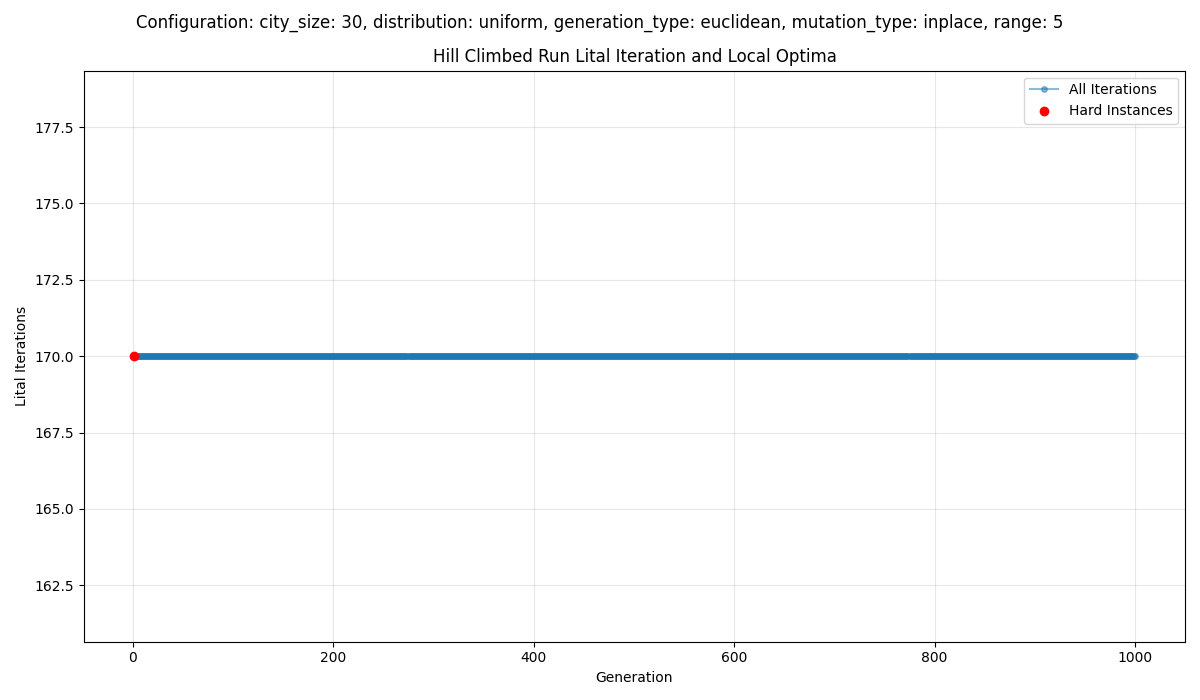 Configuration: city_size: 30, distribution: uniform, generation_type: euclidean, mutation_type: inplace, range: 5
Hill Climbed Run Lital Iteration and Local Optima
All Iterations
Hard Instances
177.5
175.0
172.5
170.0
167.5
165.0
162.5
Lital Iterations
0 200 400 600 800 1000
Generation